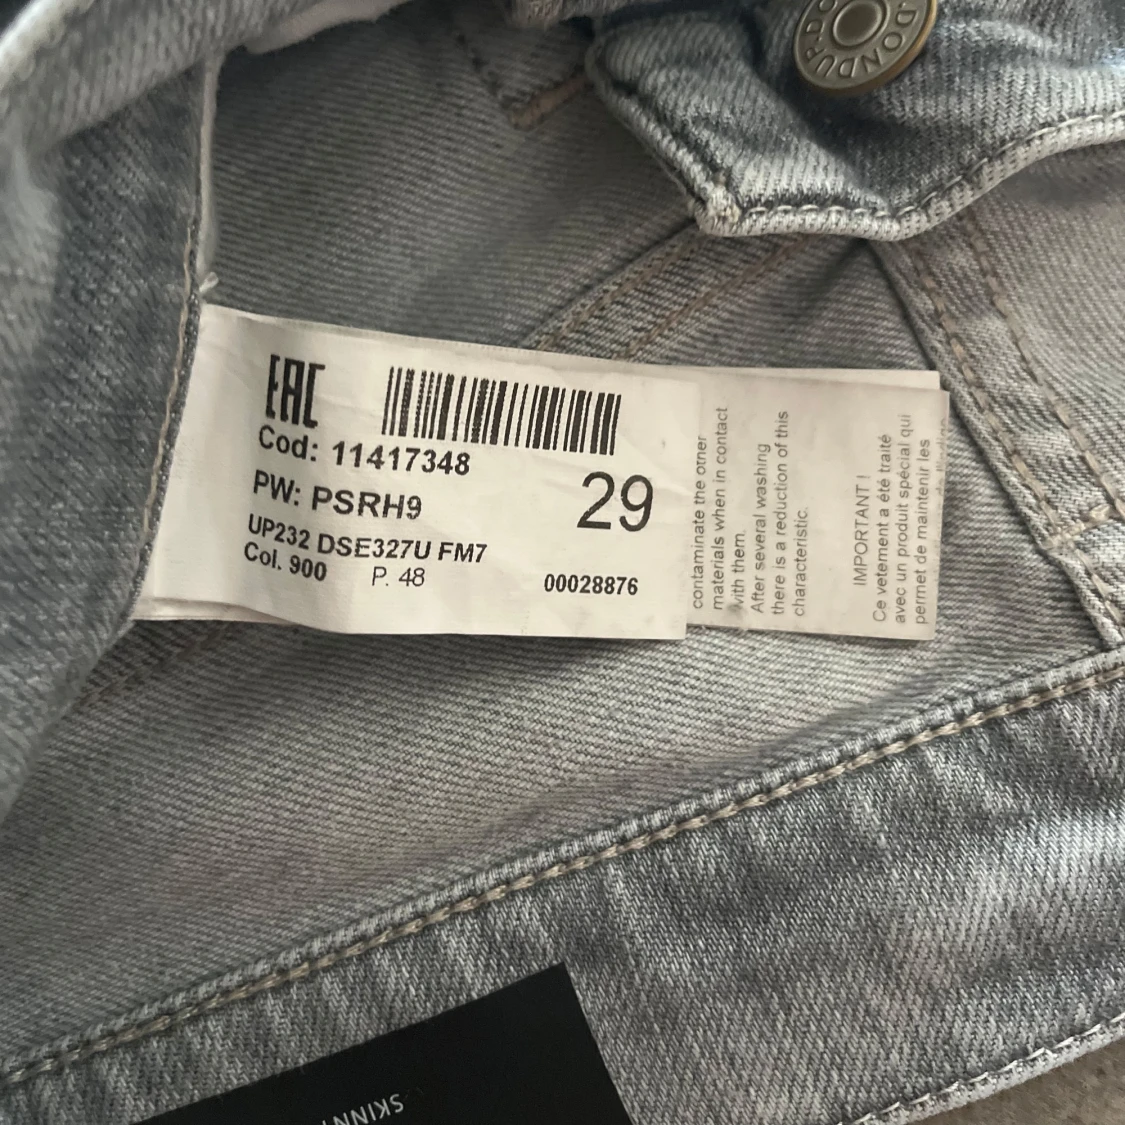 DONDUP
EAC
Cod: 11417348
PW: PSRH9
29
UP232 DSE327U FM7
Col. 900 P. 48
00028876
contaminate the other
materials when in contact
with them.
After several washing
there is a reduction of this
characteristic.
IMPORTANT !
Ce vetement a été traité
avec un produit spécial qui
permet de maintenir les